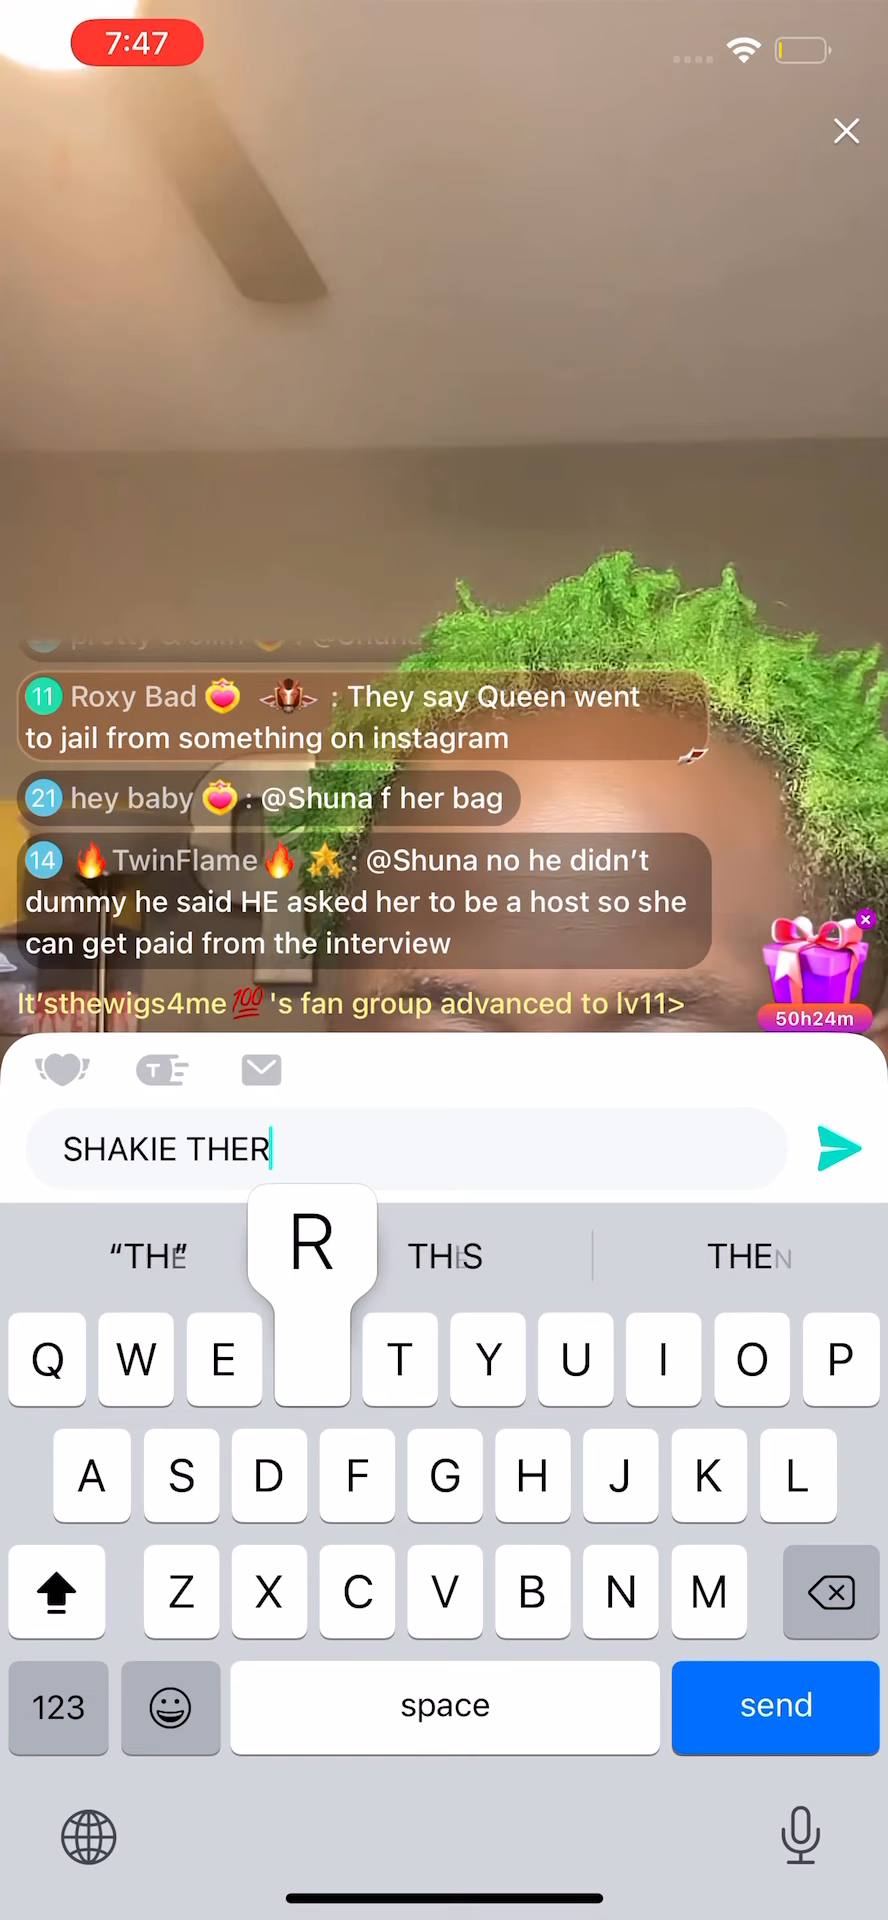 7:47
11 Roxy Bad : They say Queen went
to jail from something on instagram
21 hey baby : @Shuna f her bag
14 🔥TwinFlame🔥 : @Shuna no he didn't
dummy he said HE asked her to be a host so she
can get paid from the interview
It'sthewigs4me💯's fan group advanced to lv11>
50h24m
T
SHAKIE THER
R
Q W E T Y U I O P
A S D F G H J K L
Z X C V B N M
123 space send